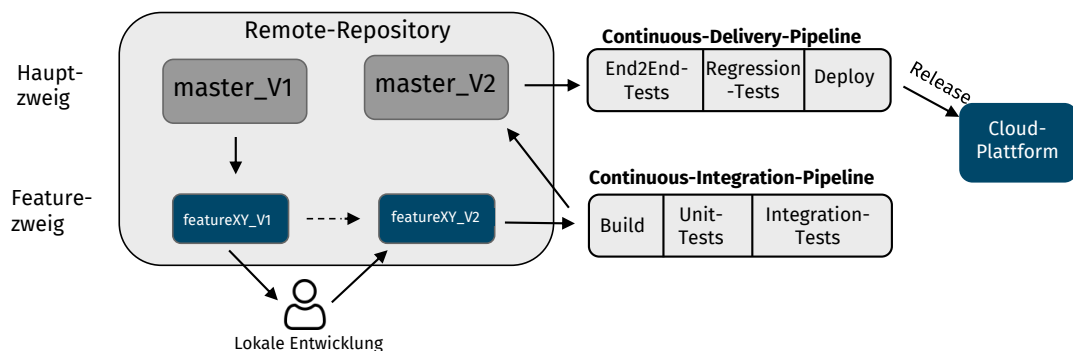 Remote-Repository
Haupt-
zweig
master_V1
master_V2
Continuous-Delivery-Pipeline
End2End-
Tests
Regression
-Tests
Deploy
Release
Cloud-
Plattform
Feature-
zweig
featureXY_V1
featureXY_V2
Continuous-Integration-Pipeline
Build
Unit-
Tests
Integration-
Tests
Lokale Entwicklung